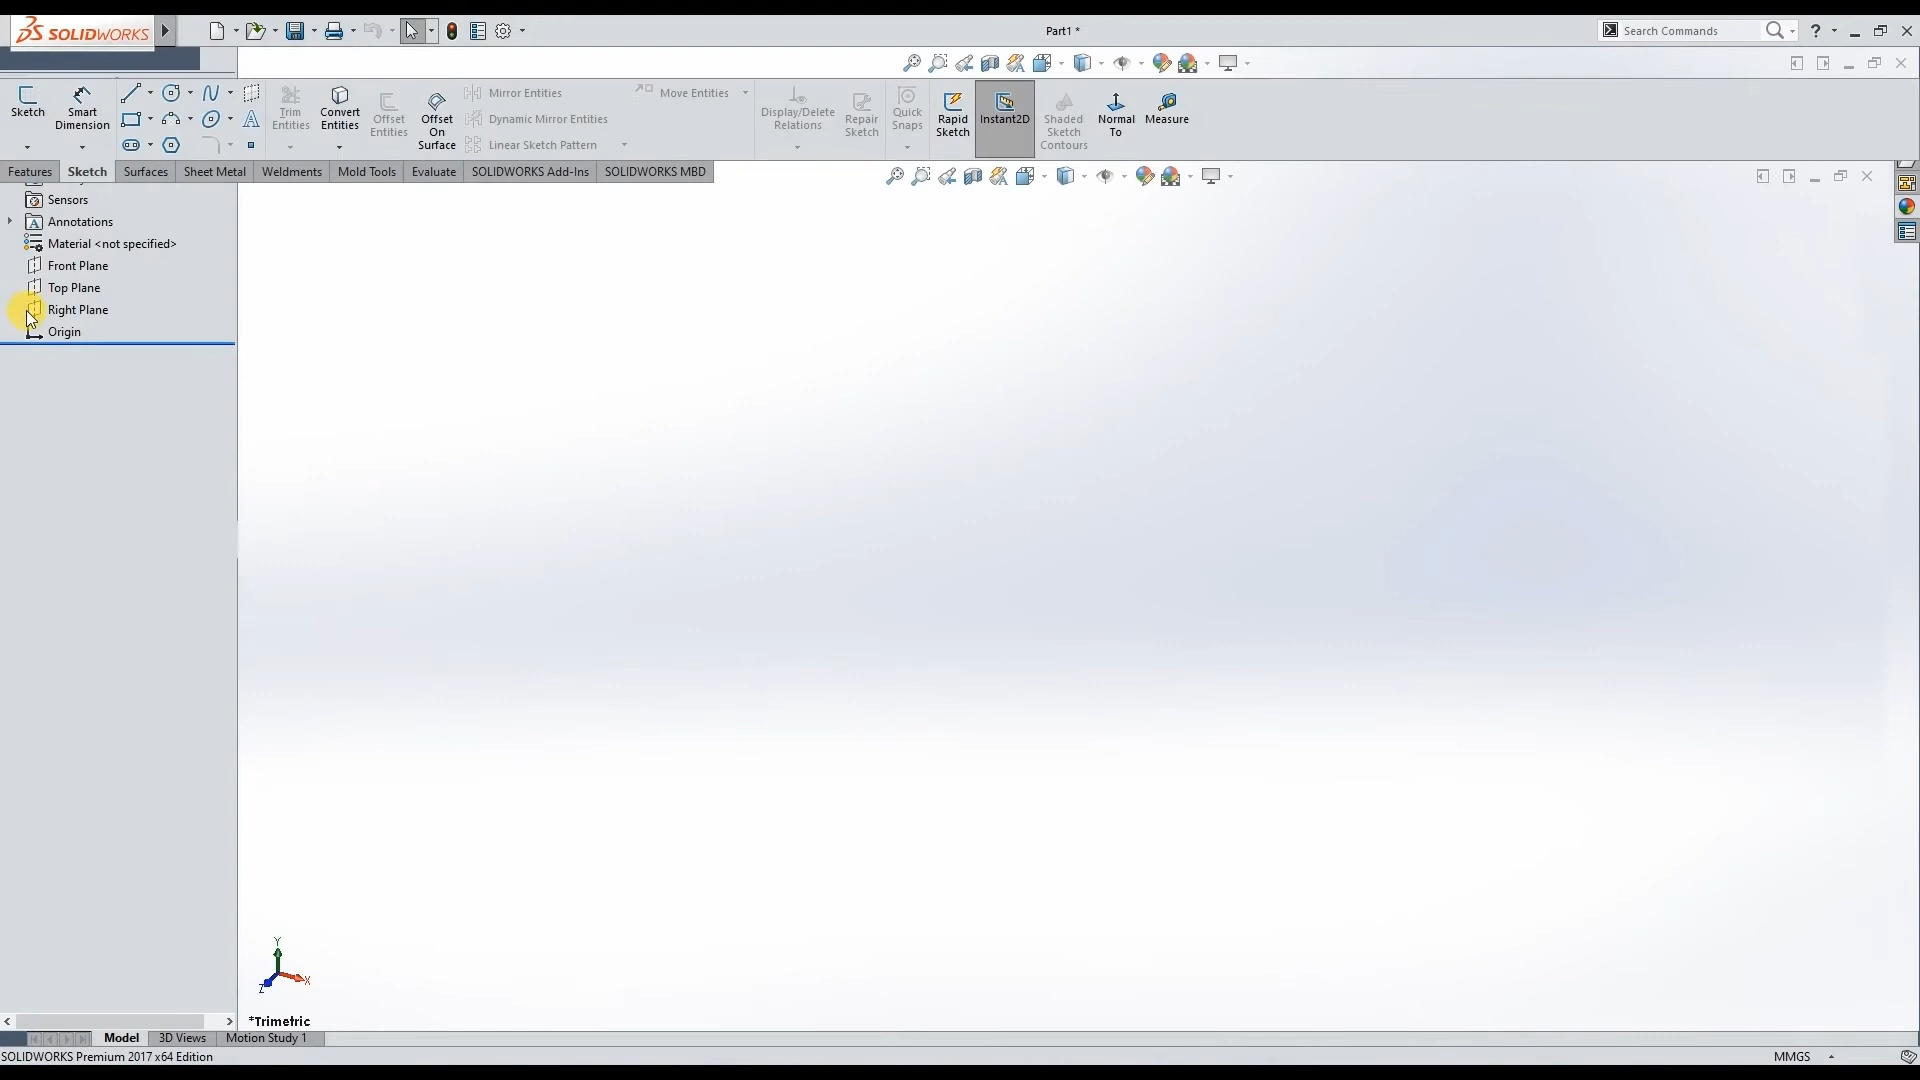 SOLIDWORKS
Part1 *
Search Commands
?
Sketch
Smart
Dimension
Trim
Entities
Convert
Entities
Offset
Entities
Offset
On
Surface
Mirror Entities
Dynamic Mirror Entities
Linear Sketch Pattern
Move Entities
Display/Delete
Relations
Repair
Sketch
Quick
Snaps
Rapid
Sketch
Instant2D
Shaded
Sketch
Contours
Normal
To
Measure
Features
Sketch
Surfaces
Sheet Metal
Weldments
Mold Tools
Evaluate
SOLIDWORKS Add-Ins
SOLIDWORKS MBD
Sensors
Annotations
Material <not specified>
Front Plane
Top Plane
Right Plane
Origin
Y
X
Z
*Trimetric
Model
3D Views
Motion Study 1
SOLIDWORKS Premium 2017 x64 Edition
MMGS